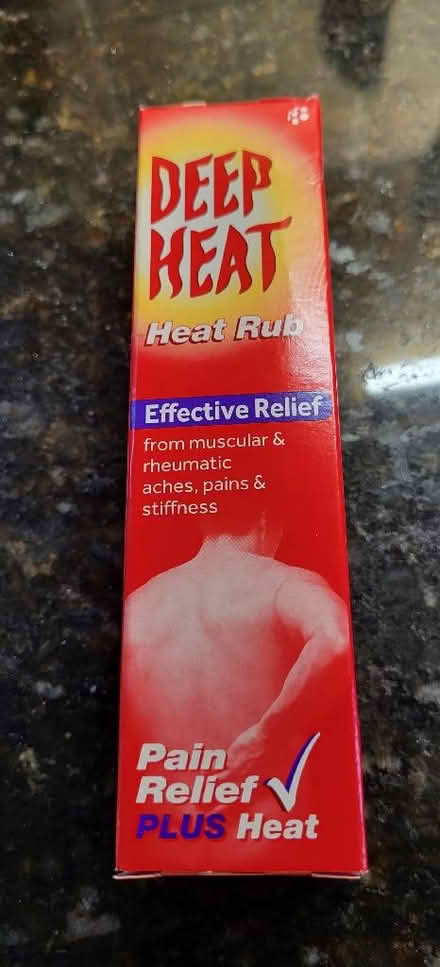 DEEP
HEAT
Heat Rub
Effective Relief
from muscular &
rheumatic
aches, pains &
stiffness
Pain
Relief
PLUS Heat